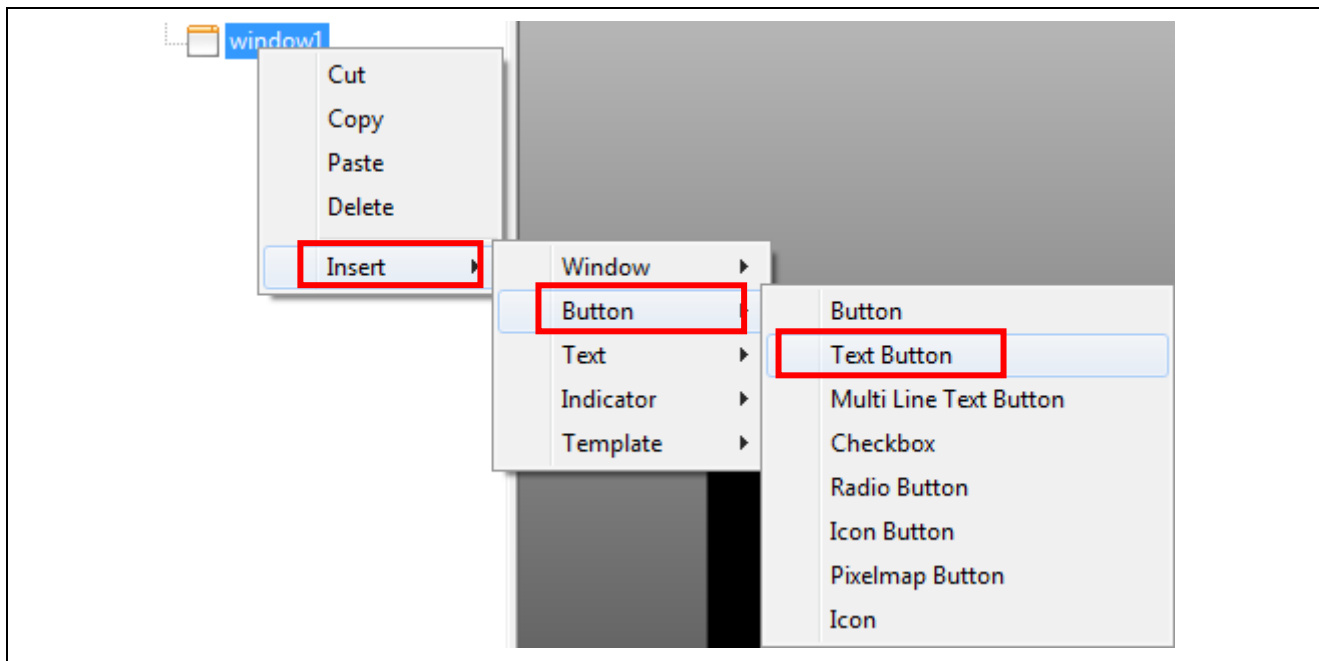 window1
Cut
Copy
Paste
Delete
Insert
Window
Button
Text
Indicator
Template
Button
Text Button
Multi Line Text Button
Checkbox
Radio Button
Icon Button
Pixelmap Button
Icon